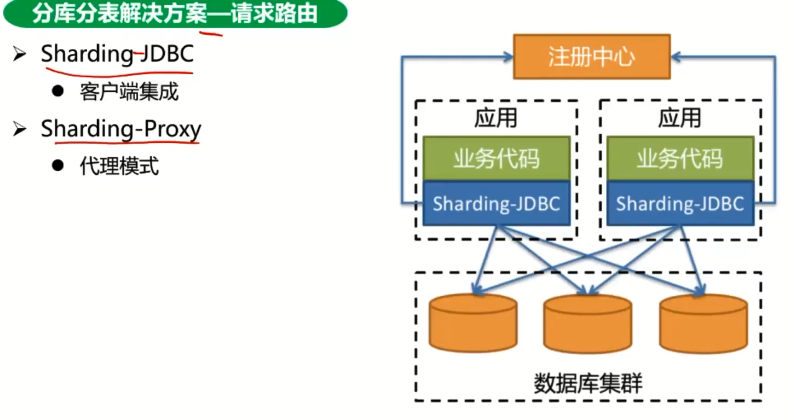 分库分表解决方案—请求路由
Sharding-JDBC
客户端集成
Sharding-Proxy
代理模式
注册中心
应用
应用
业务代码
业务代码
Sharding-JDBC
Sharding-JDBC
数据库集群